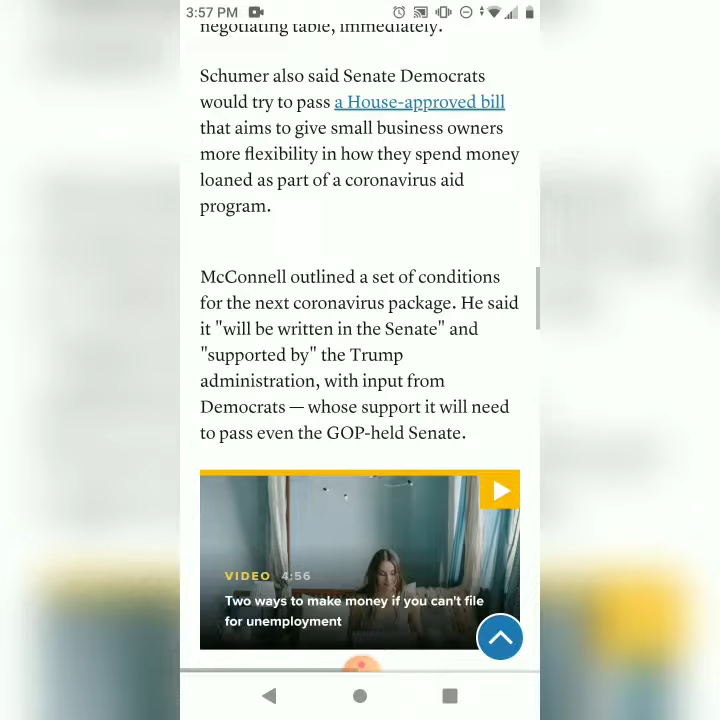 3:57 PM
negotiating table, immediately.
Schumer also said Senate Democrats
would try to pass a House-approved bill
that aims to give small business owners
more flexibility in how they spend money
loaned as part of a coronavirus aid
program.
McConnell outlined a set of conditions
for the next coronavirus package. He said
it "will be written in the Senate" and
"supported by" the Trump
administration, with input from
Democrats — whose support it will need
to pass even the GOP-held Senate.
VIDEO 4:56
Two ways to make money if you can't file
for unemployment